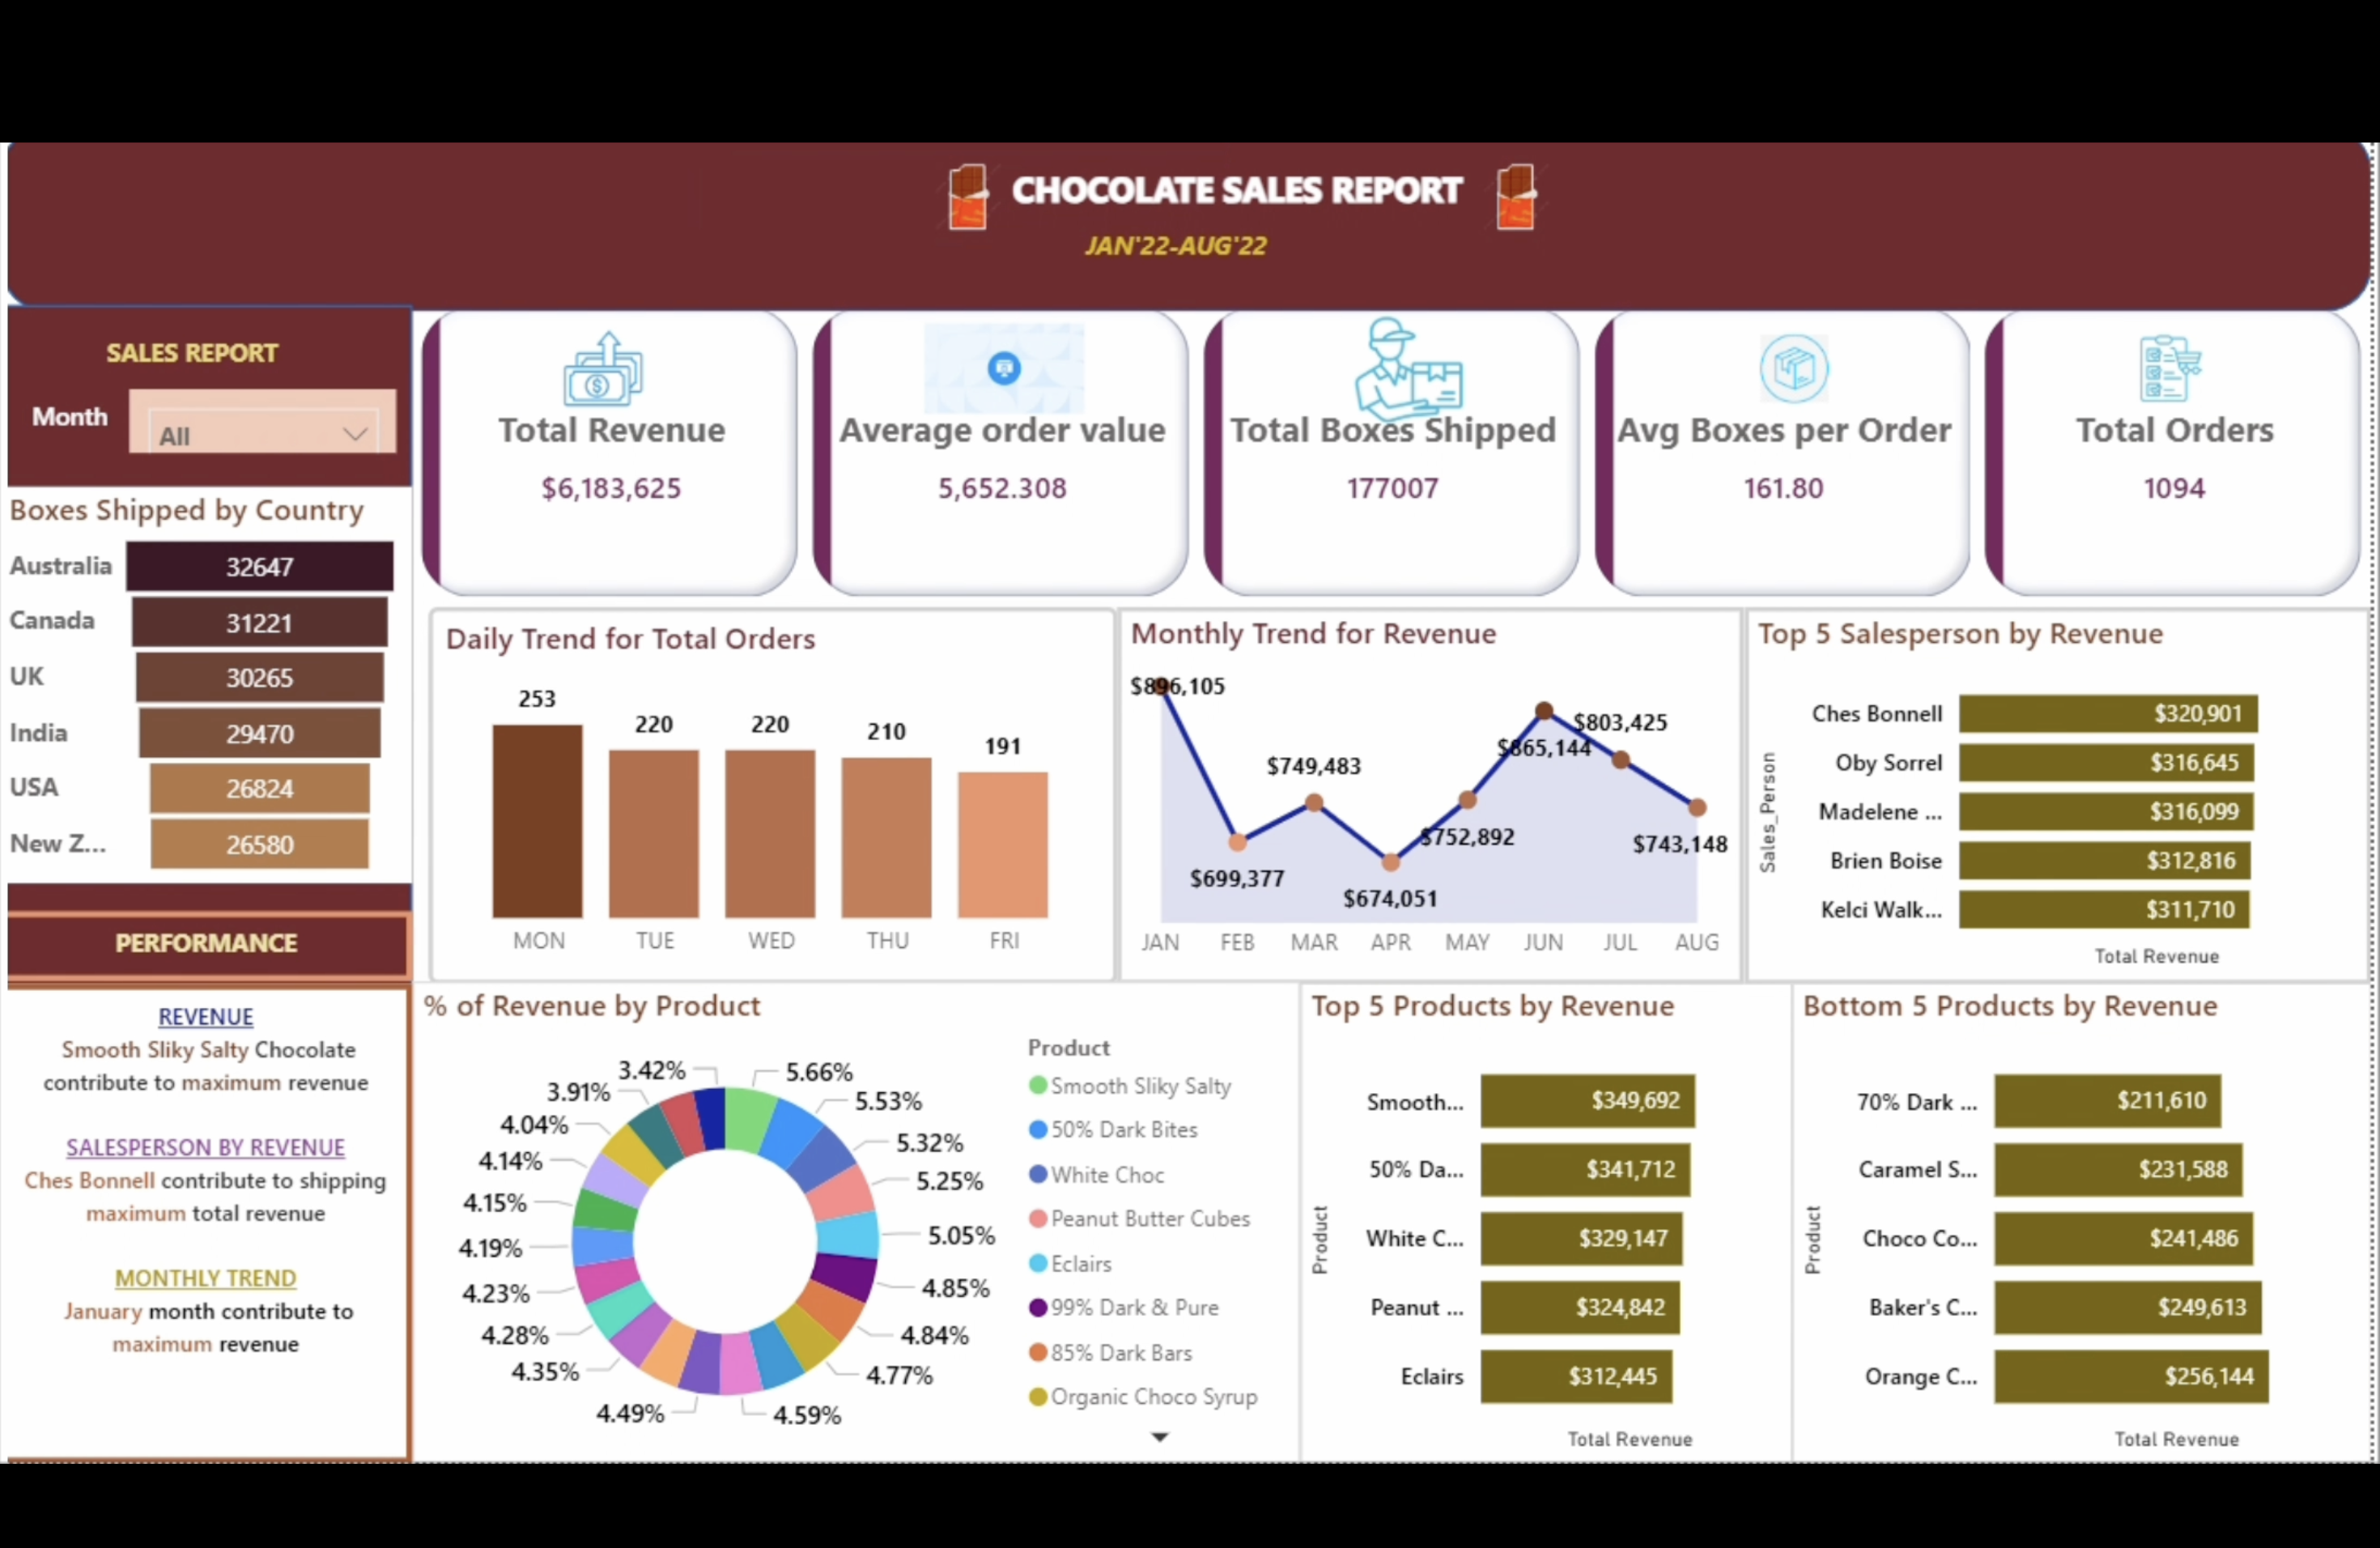 CHOCOLATE SALES REPORT
JAN'22-AUG'22
SALES REPORT
Month
All
Total Revenue
$6,183,625
Average order value
5,652.308
Total Boxes Shipped
177007
Avg Boxes per Order
161.80
Total Orders
1094
Boxes Shipped by Country
Australia 32647
Canada 31221
UK 30265
India 29470
USA 26824
New Z... 26580
Daily Trend for Total Orders
253 220 220 210 191
MON TUE WED THU FRI
Monthly Trend for Revenue
$896,105
$699,377
$749,483
$674,051
$752,892
$865,144
$803,425
$743,148
JAN FEB MAR APR MAY JUN JUL AUG
Top 5 Salesperson by Revenue
Sales_Person
Ches Bonnell $320,901
Oby Sorrel $316,645
Madelene ... $316,099
Brien Boise $312,816
Kelci Walk... $311,710
Total Revenue
PERFORMANCE
REVENUE
Smooth Sliky Salty Chocolate
contribute to maximum revenue
SALESPERSON BY REVENUE
Ches Bonnell contribute to shipping
maximum total revenue
MONTHLY TREND
January month contribute to
maximum revenue
% of Revenue by Product
5.66%
5.53%
5.32%
5.25%
5.05%
4.85%
4.84%
4.77%
4.59%
4.49%
4.35%
4.28%
4.23%
4.19%
4.15%
4.14%
4.04%
3.91%
3.42%
Product
Smooth Sliky Salty
50% Dark Bites
White Choc
Peanut Butter Cubes
Eclairs
99% Dark & Pure
85% Dark Bars
Organic Choco Syrup
Top 5 Products by Revenue
Product
Smooth... $349,692
50% Da... $341,712
White C... $329,147
Peanut ... $324,842
Eclairs $312,445
Total Revenue
Bottom 5 Products by Revenue
Product
70% Dark ... $211,610
Caramel S... $231,588
Choco Co... $241,486
Baker's C... $249,613
Orange C... $256,144
Total Revenue